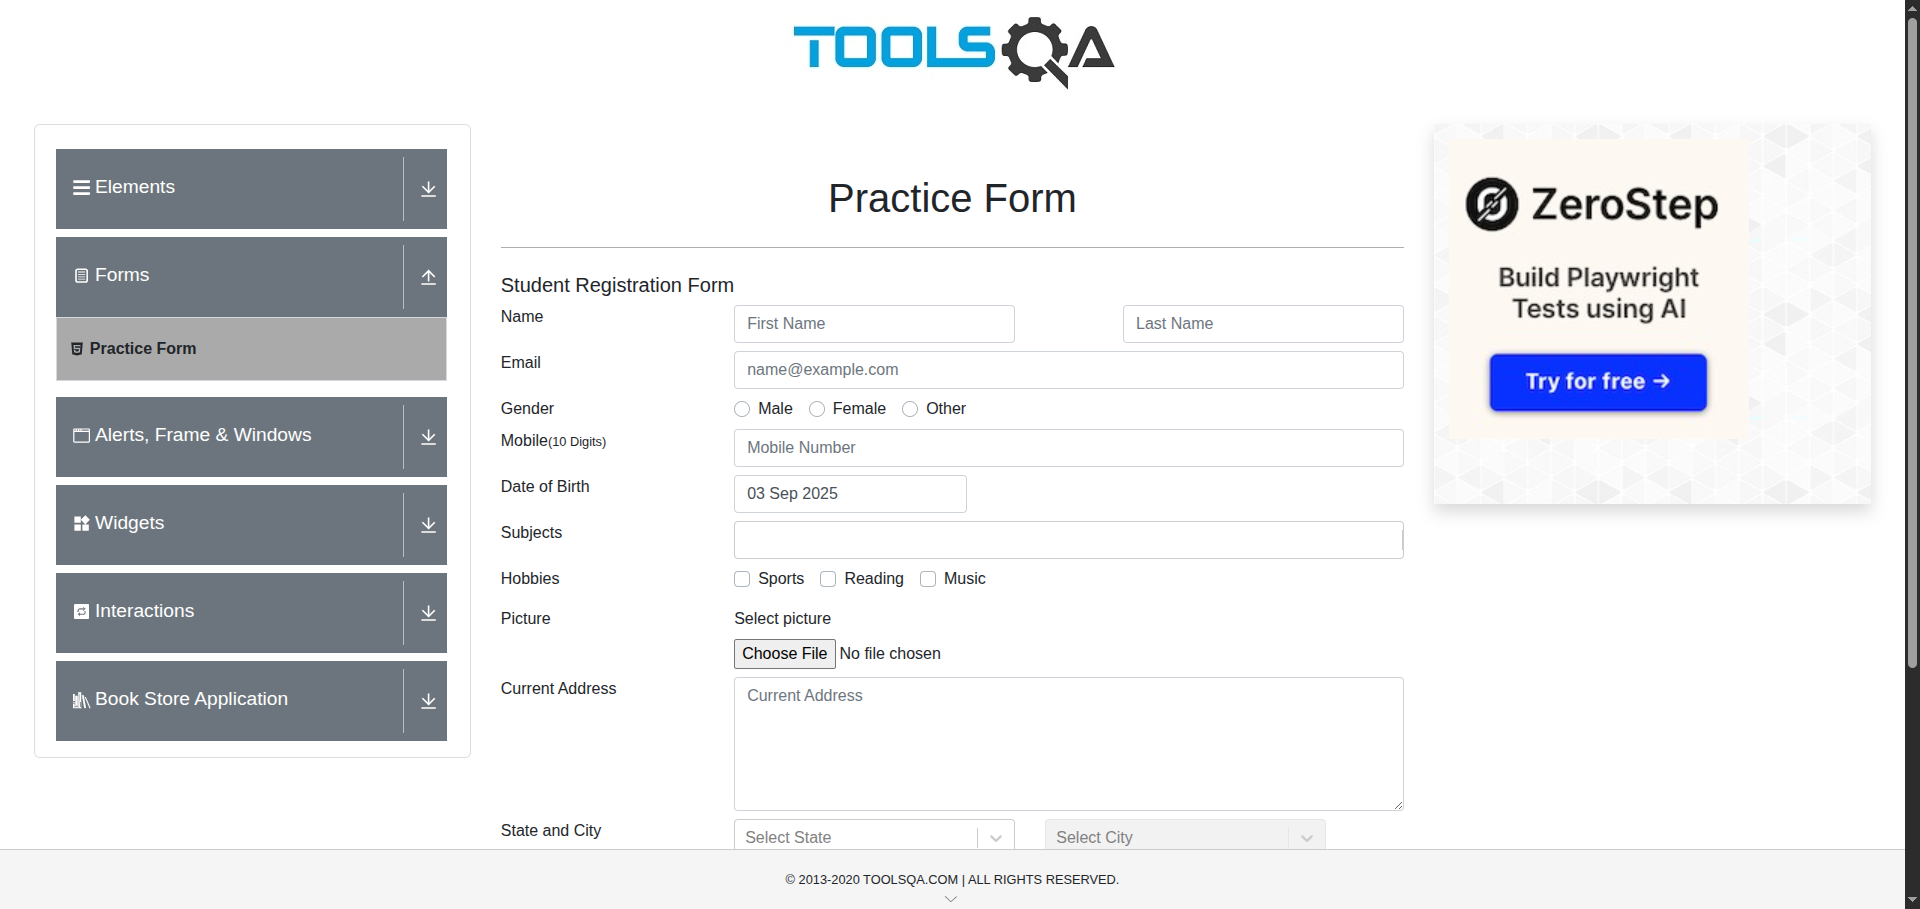 TOOLSQA
Elements
Forms
Practice Form
Alerts, Frame & Windows
Widgets
Interactions
Book Store Application
Practice Form
Student Registration Form
Name
First Name
Last Name
Email
name@example.com
Gender
Male
Female
Other
Mobile(10 Digits)
Mobile Number
Date of Birth
03 Sep 2025
Subjects
Hobbies
Sports
Reading
Music
Picture
Select picture
Choose File No file chosen
Current Address
Current Address
State and City
Select State
Select City
ZeroStep
Build Playwright
Tests using AI
Try for free →
© 2013-2020 TOOLSQA.COM | ALL RIGHTS RESERVED.